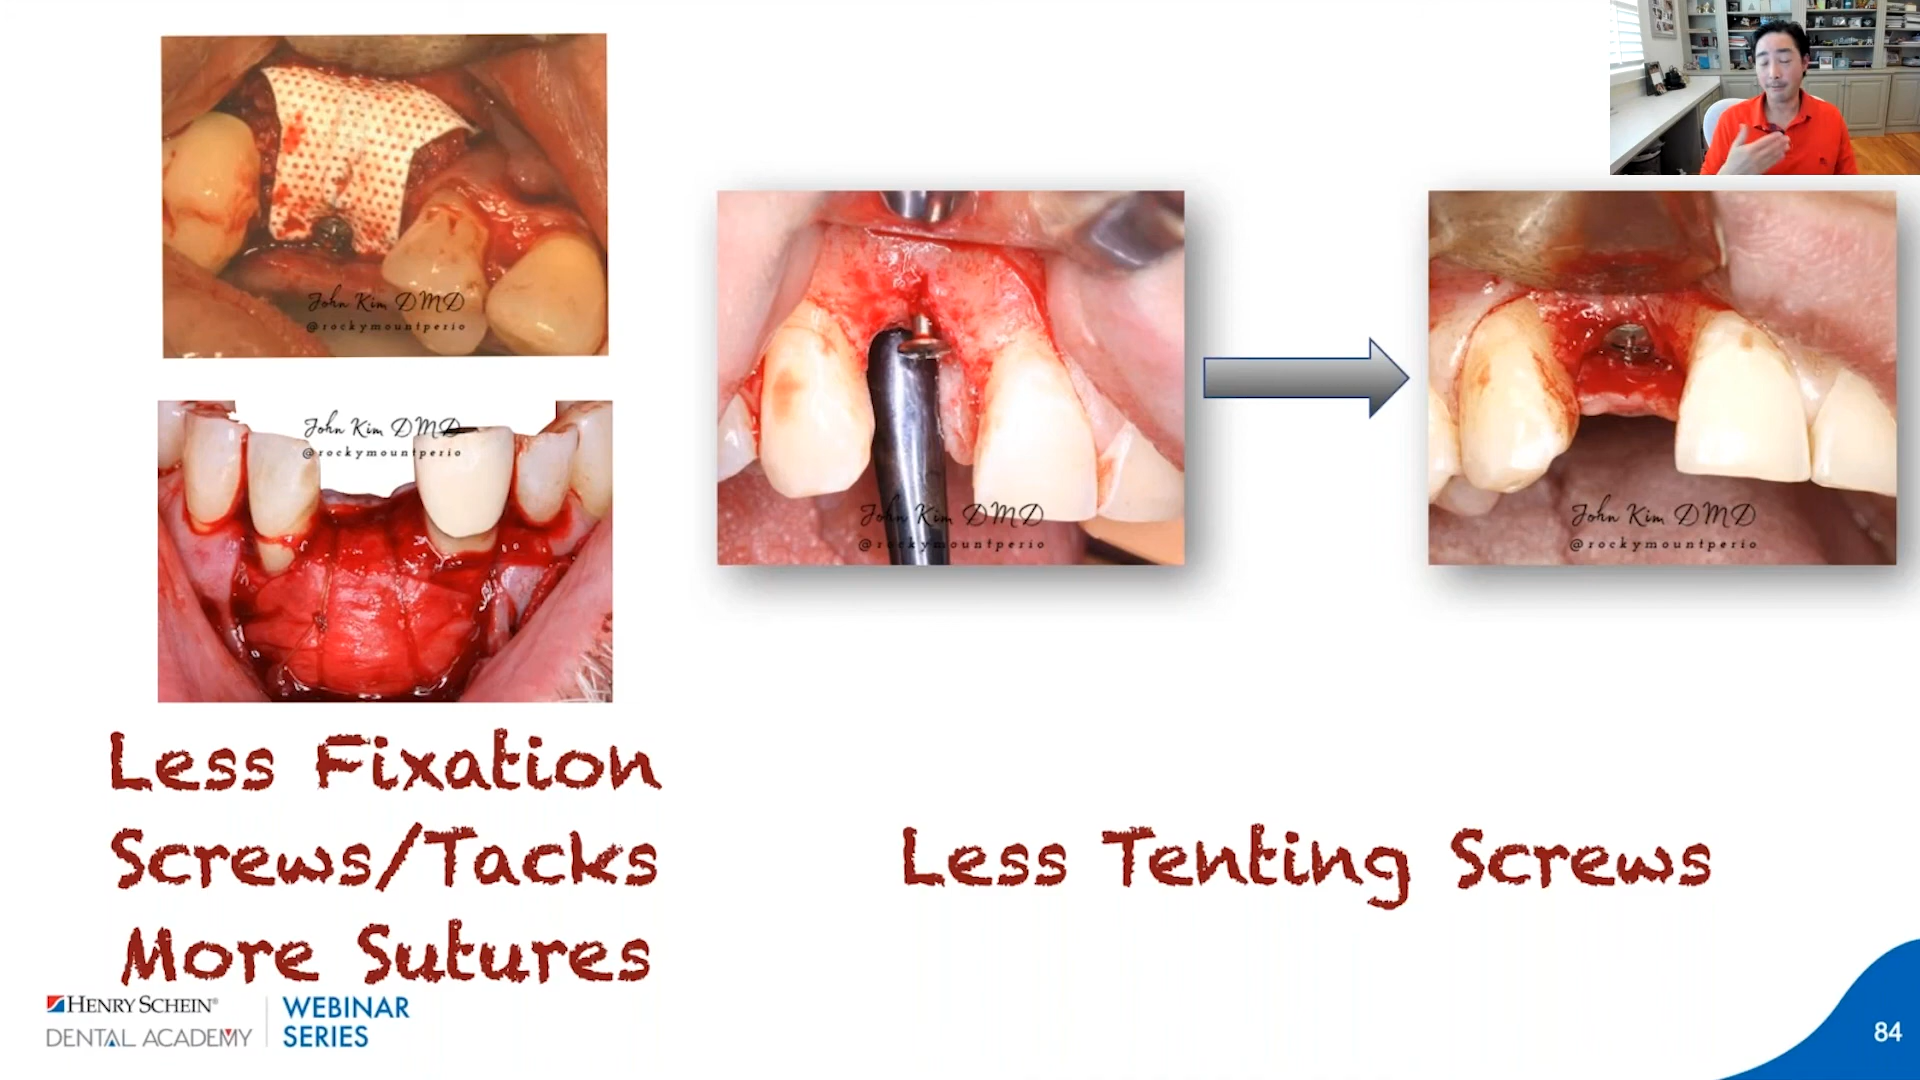 John Kim DMD
@rockymountperio
John Kim DMD
@rockymountperio
John Kim DMD
@rockymountperio
John Kim DMD
@rockymountperio
Less Fixation
Screws/Tacks
More Sutures
Less Tenting Screws
HENRY SCHEIN®
DENTAL ACADEMY
WEBINAR
SERIES
84